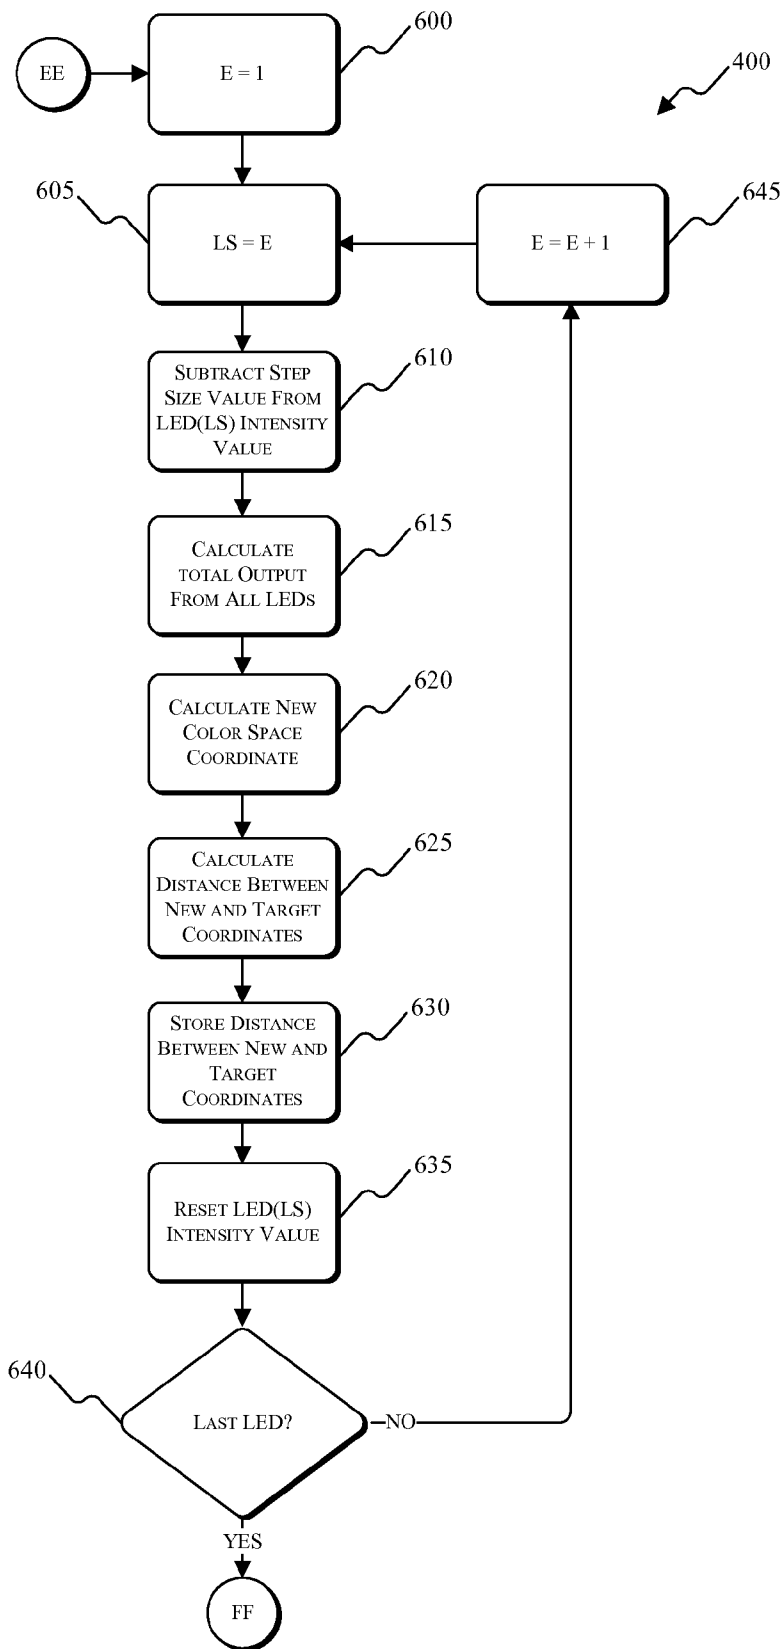 600
EE
E = 1
400
605
LS = E
E = E + 1
645
610
SUBTRACT STEP
SIZE VALUE FROM
LED(LS) INTENSITY
VALUE
615
CALCULATE
TOTAL OUTPUT
FROM ALL LEDS
620
CALCULATE NEW
COLOR SPACE
COORDINATE
625
CALCULATE
DISTANCE BETWEEN
NEW AND TARGET
COORDINATES
630
STORE DISTANCE
BETWEEN NEW AND
TARGET
COORDINATES
635
RESET LED(LS)
INTENSITY VALUE
640
LAST LED?
NO
YES
FF